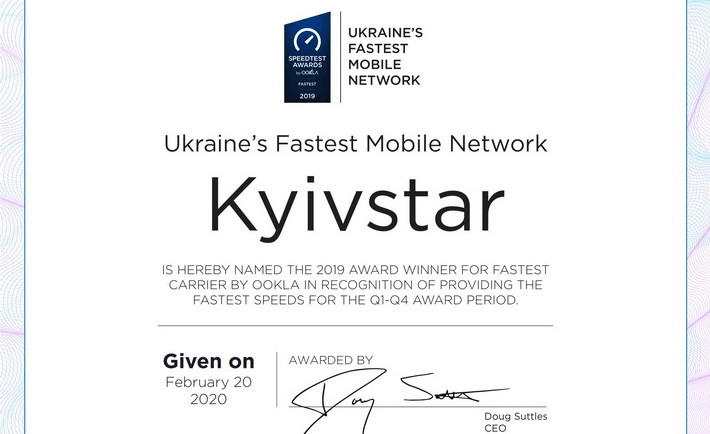 SPEEDTEST
AWARDS
by OOKLA
FASTEST
2019
UKRAINE'S
FASTEST
MOBILE
NETWORK
Ukraine's Fastest Mobile Network
Kyivstar
IS HEREBY NAMED THE 2019 AWARD WINNER FOR FASTEST
CARRIER BY OOKLA IN RECOGNITION OF PROVIDING THE
FASTEST SPEEDS FOR THE Q1-Q4 AWARD PERIOD.
Given on
February 20
2020
AWARDED BY
Doug Suttles
CEO